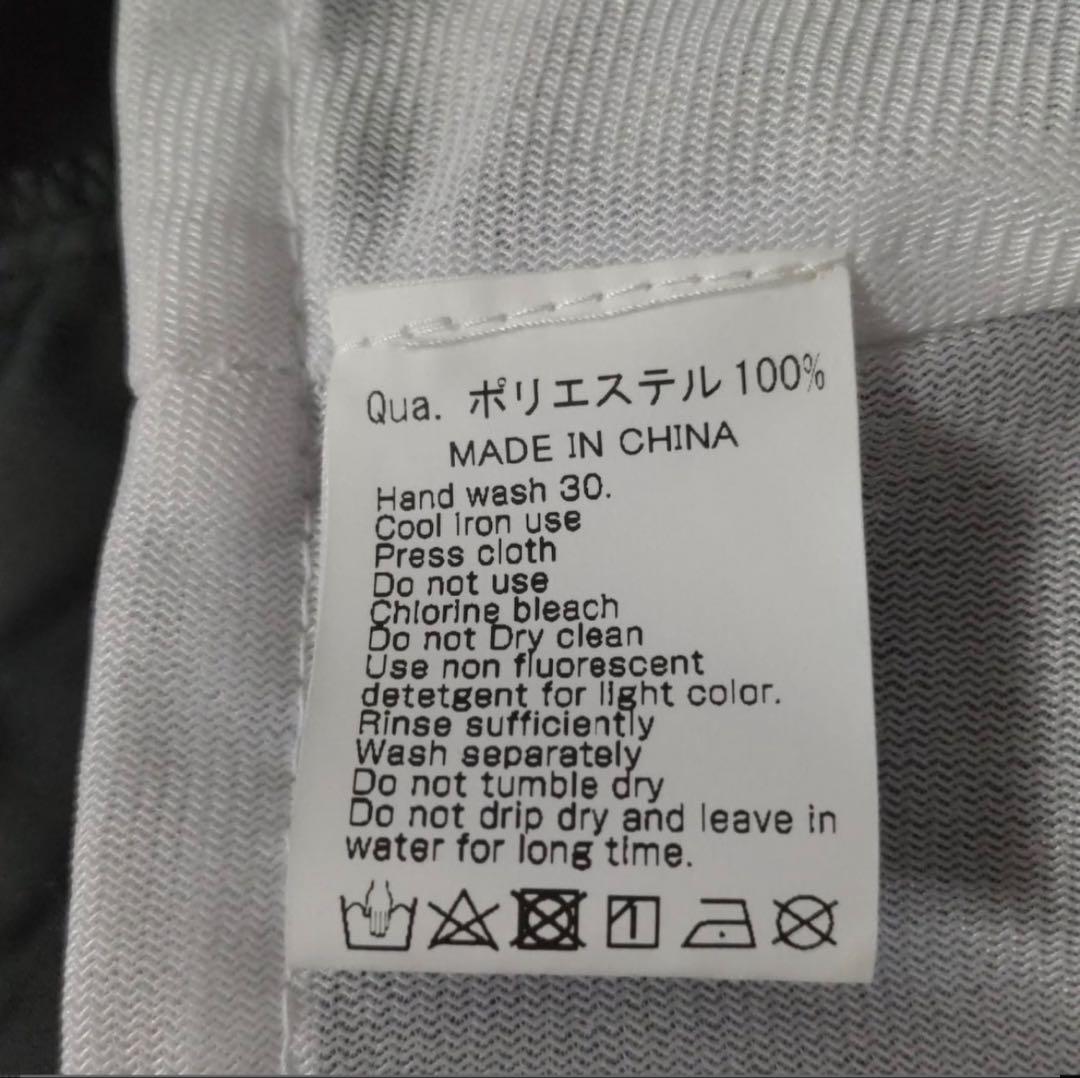 Qua. ポリエステル 100%
MADE IN CHINA
Hand wash 30.
Cool iron use
Press cloth
Do not use
Chlorine bleach
Do not Dry clean
Use non fluorescent
detetgent for light color.
Rinse sufficiently
Wash separately
Do not tumble dry
Do not drip dry and leave in
water for long time.